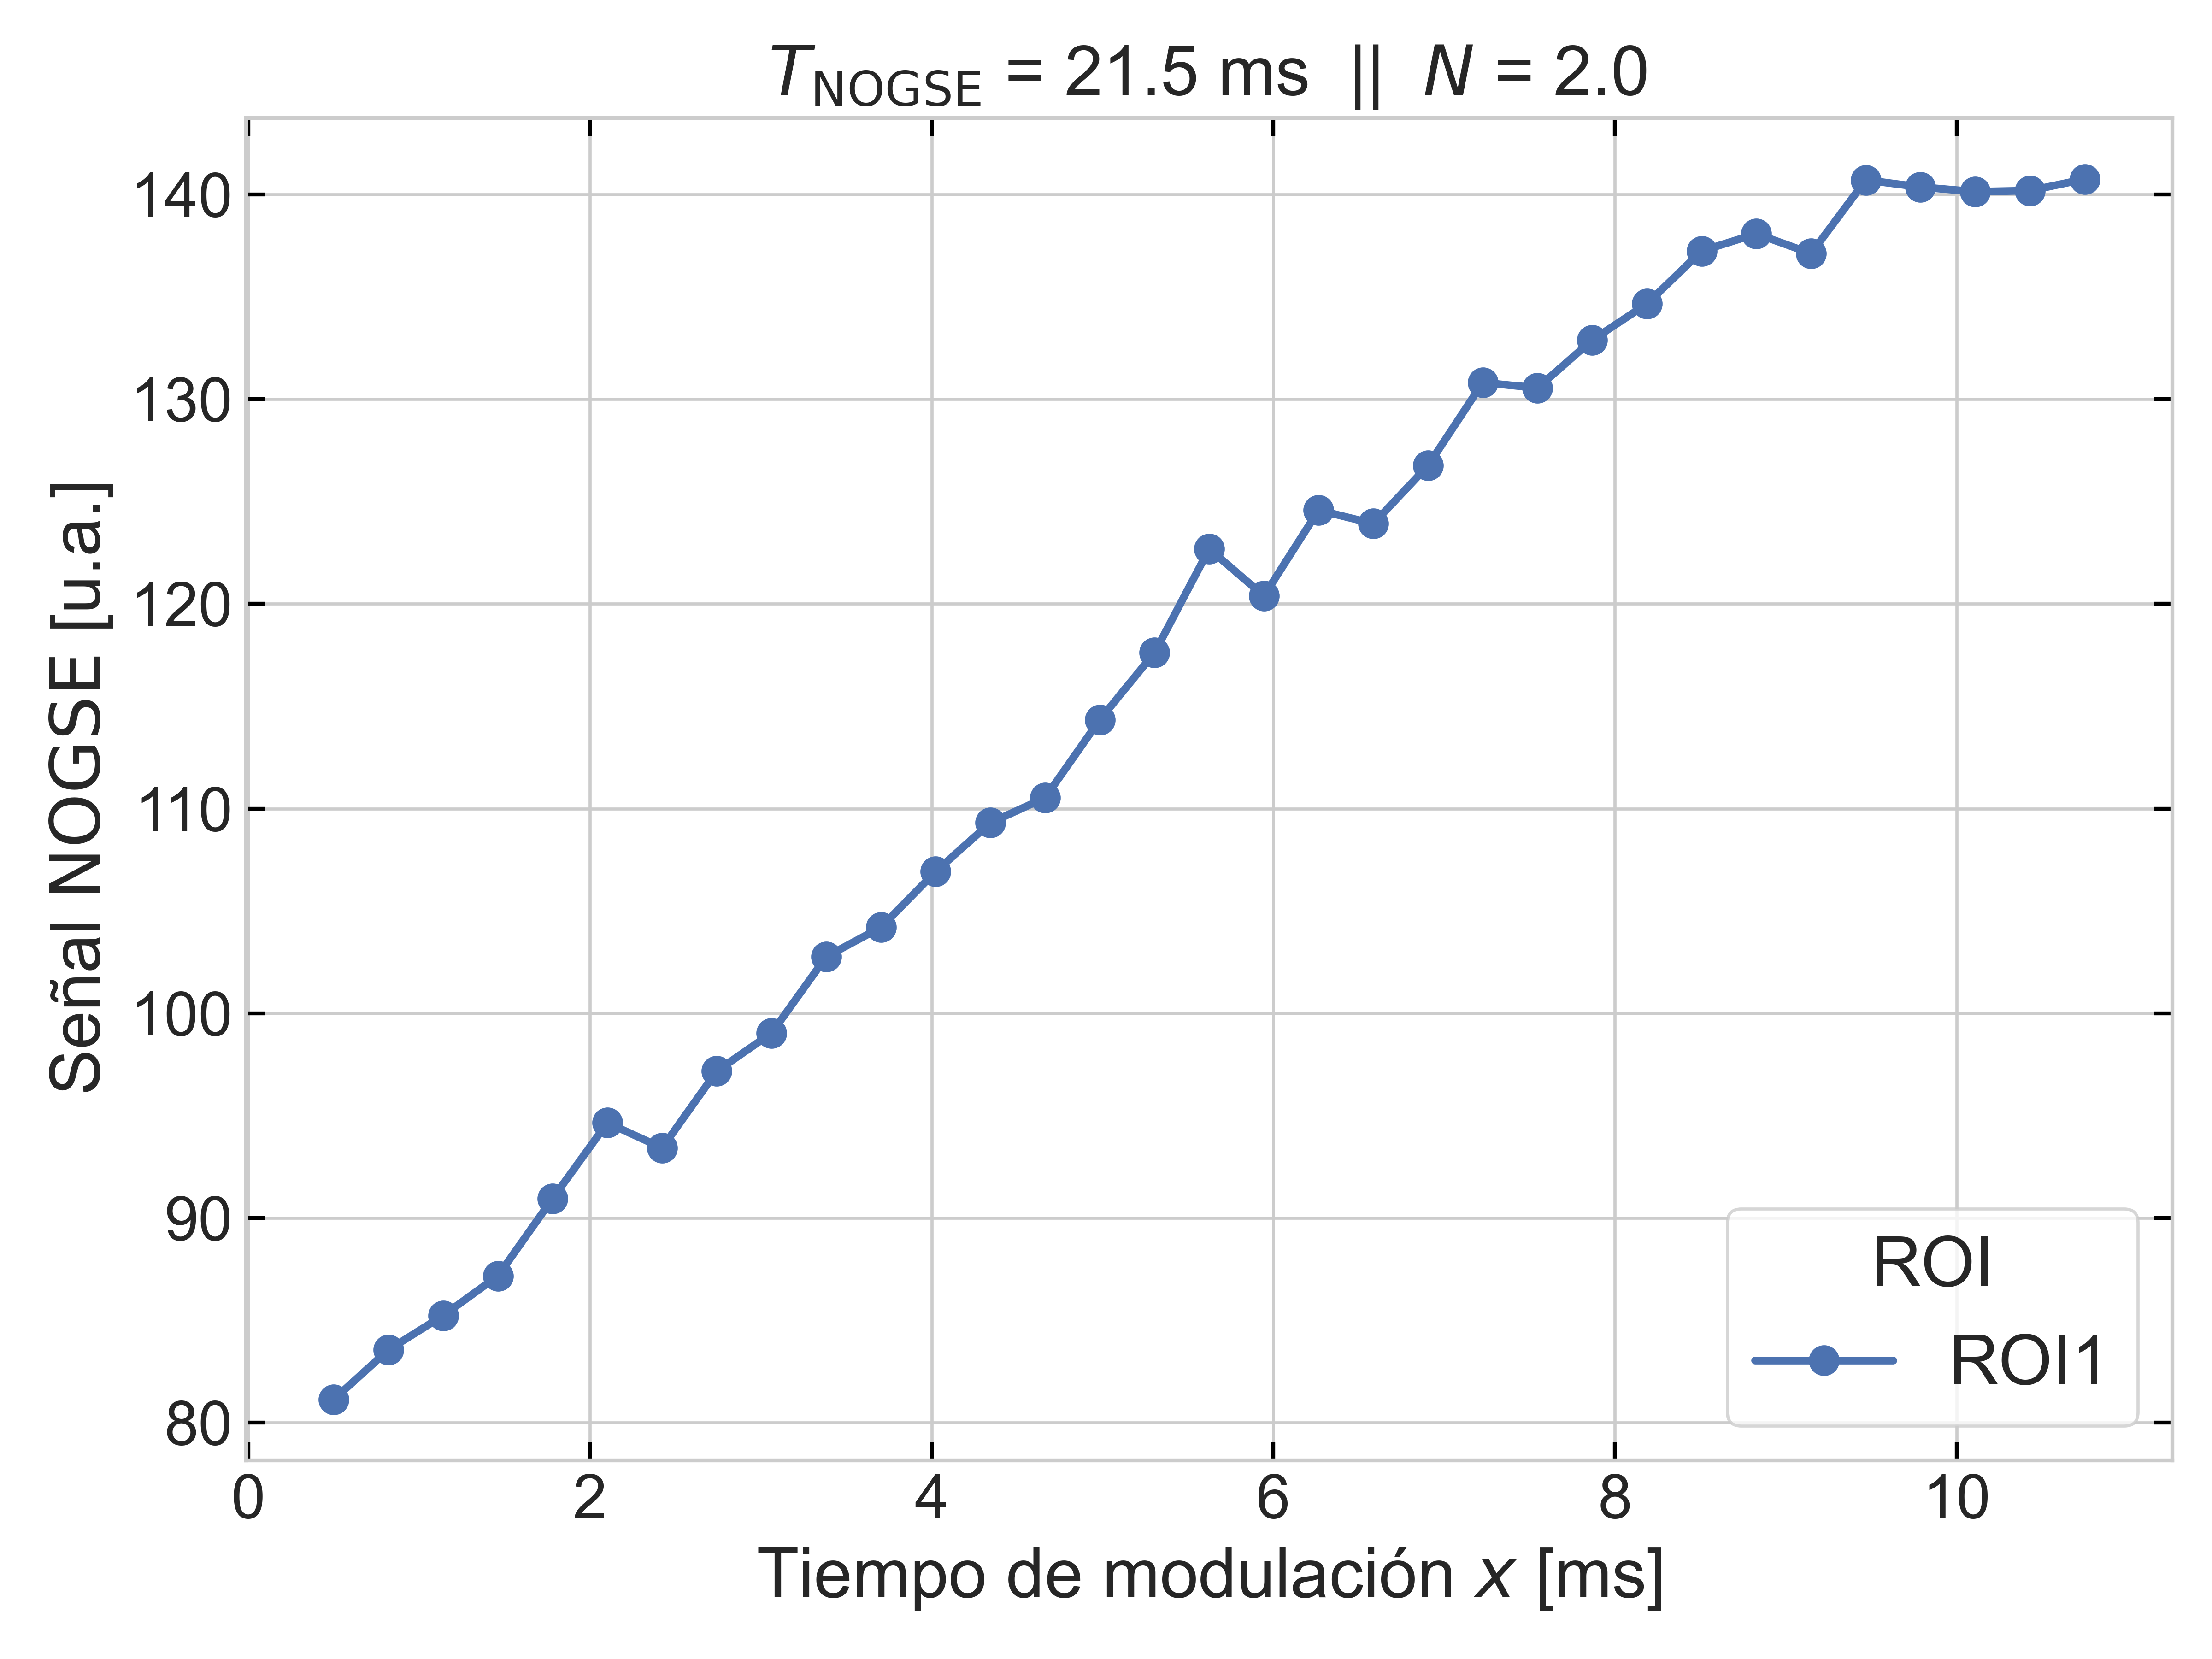 T_NOGSE = 21.5 ms || N = 2.0
Señal NOGSE [u.a.]
140
130
120
110
100
90
80
ROI
ROI1
0 2 4 6 8 10
Tiempo de modulación x [ms]